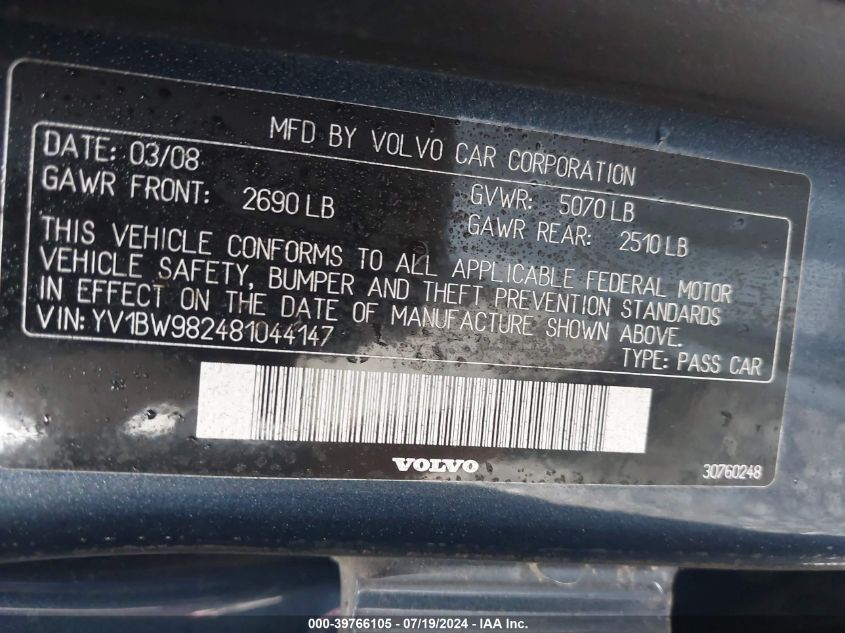 MFD BY VOLVO CAR CORPORATION
DATE: 03/08
GVWR: 5070 LB
GAWR FRONT: 2690 LB
GAWR REAR: 2510 LB
THIS VEHICLE CONFORMS TO ALL APPLICABLE FEDERAL MOTOR
VEHICLE SAFETY, BUMPER AND THEFT PREVENTION STANDARDS
IN EFFECT ON THE DATE OF MANUFACTURE SHOWN ABOVE.
VIN: YV1BW982481044147
TYPE: PASS CAR
VOLVO
30760248
000-39766105 - 07/19/2024 - IAA Inc.